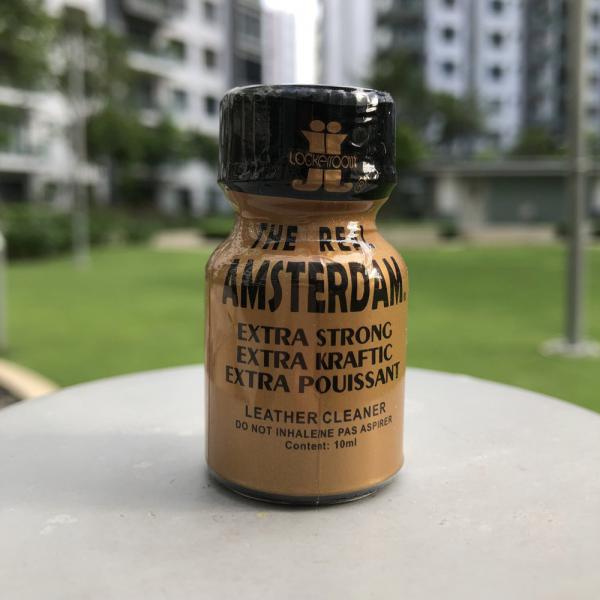 LOCKerrOOm
THE REAL
AMSTERDAM
EXTRA STRONG
EXTRA KRAFTIC
EXTRA POUISSANT
LEATHER CLEANER
DO NOT INHALE/NE PAS ASPIRER
Content: 10ml